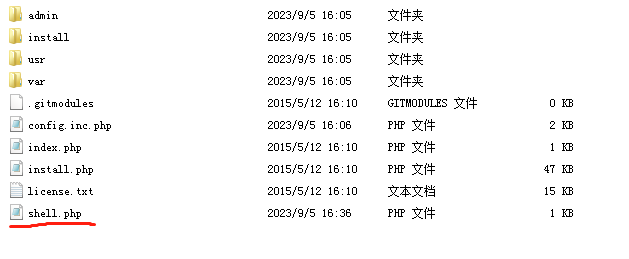 admin 2023/9/5 16:05 文件夹
install 2023/9/5 16:05 文件夹
usr 2023/9/5 16:05 文件夹
var 2023/9/5 16:05 文件夹
.gitmodules 2015/5/12 16:10 GITMODULES 文件 0 KB
config.inc.php 2023/9/5 16:06 PHP 文件 2 KB
index.php 2015/5/12 16:10 PHP 文件 1 KB
install.php 2015/5/12 16:10 PHP 文件 47 KB
license.txt 2015/5/12 16:10 文本文档 15 KB
shell.php 2023/9/5 16:36 PHP 文件 1 KB